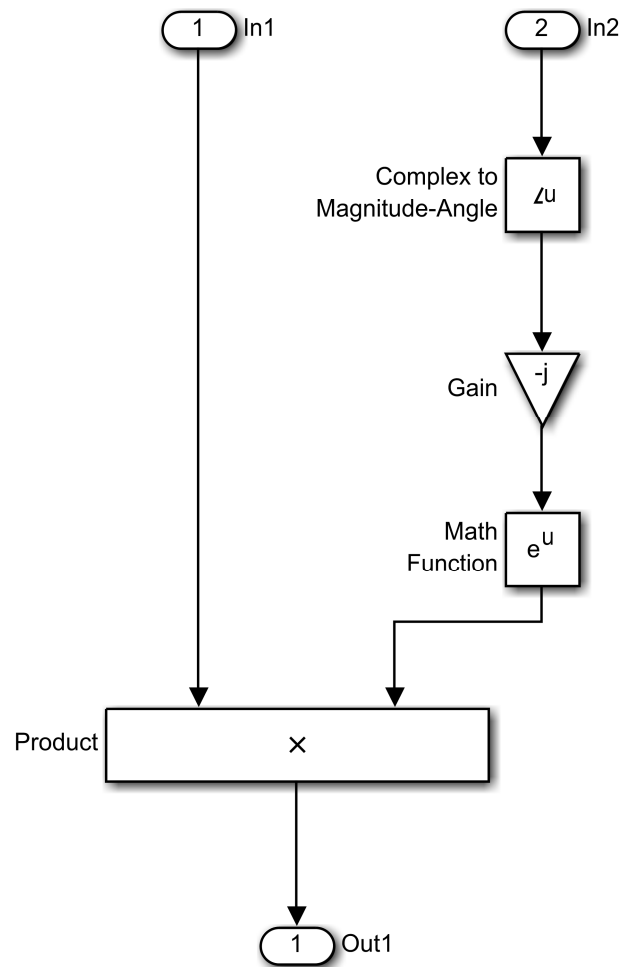 1 In1
2 In2
Complex to
Magnitude-Angle
∠u
Gain
-j
Math
Function
e^u
Product
×
1 Out1